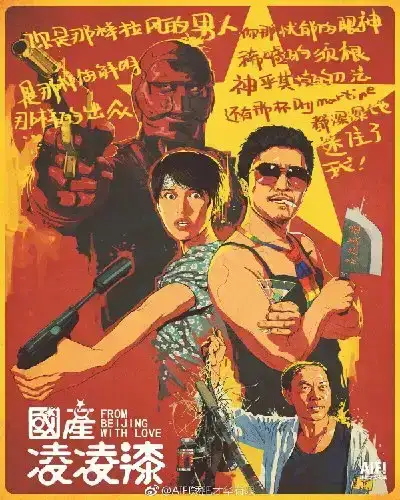 你是那样拉风的男人
是那样的鲜明
那样的出众
你那忧郁的眼神
唏嘘的须根
神乎其技的刀法
还有那杯Dry martine
都深深地
迷住了
我!
國產
FROM
BEIJING
WITH LOVE
凌凌漆